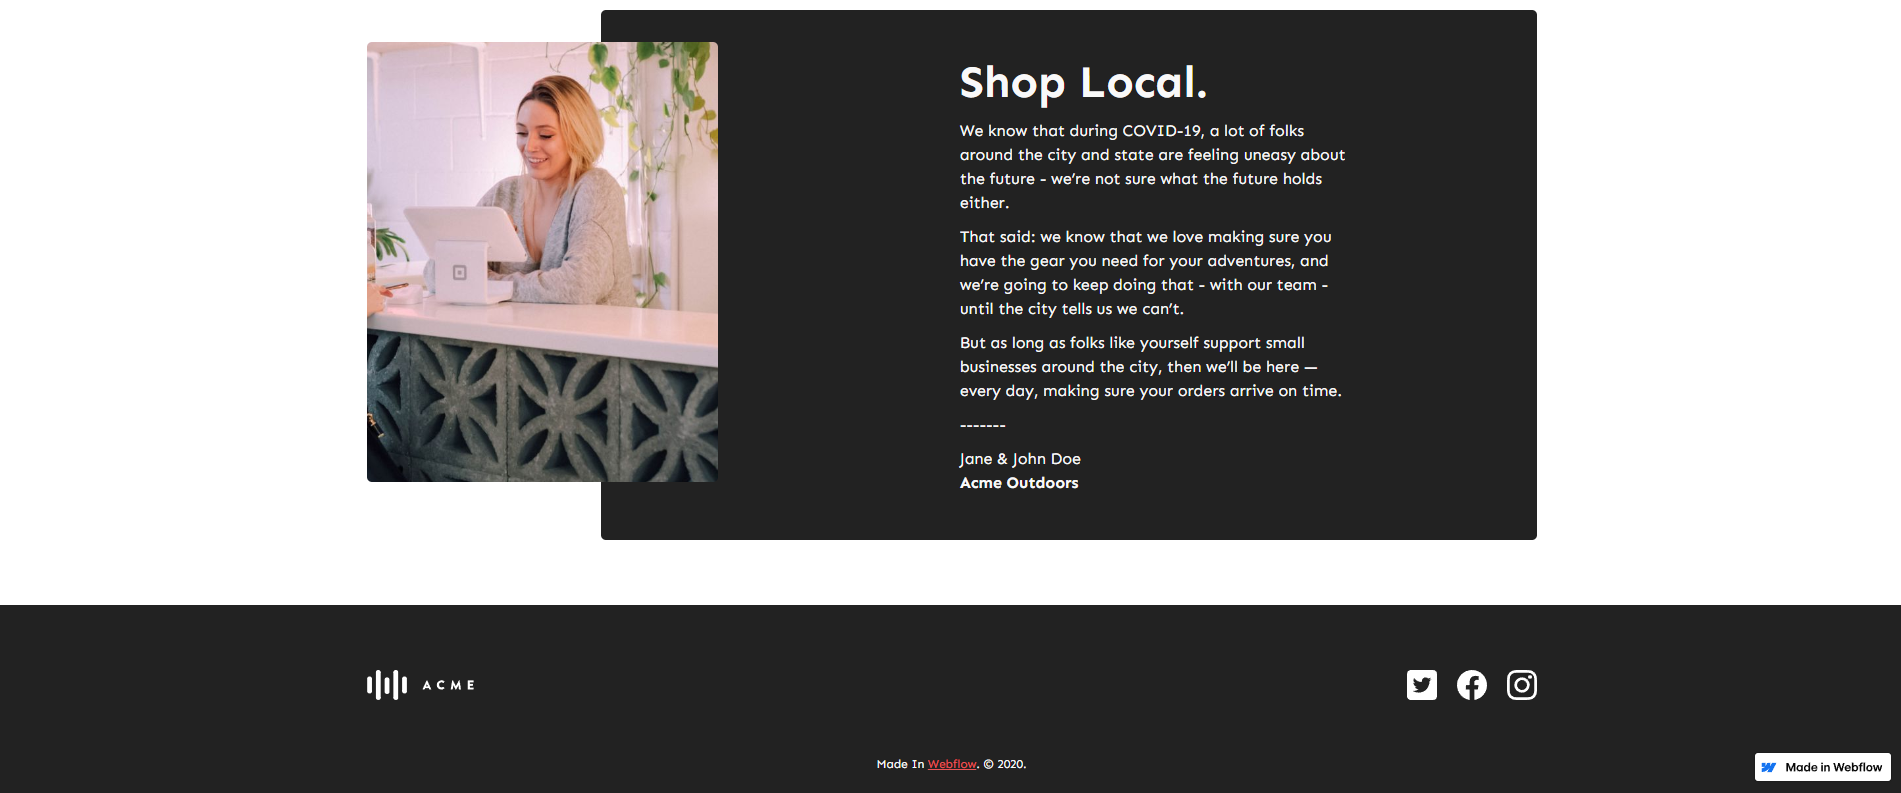 Shop Local.
We know that during COVID-19, a lot of folks
around the city and state are feeling uneasy about
the future - we’re not sure what the future holds
either.
That said: we know that we love making sure you
have the gear you need for your adventures, and
we’re going to keep doing that - with our team -
until the city tells us we can’t.
But as long as folks like yourself support small
businesses around the city, then we’ll be here —
every day, making sure your orders arrive on time.
-------
Jane & John Doe
Acme Outdoors
ACME
Made In Webflow. © 2020.
Made in Webflow